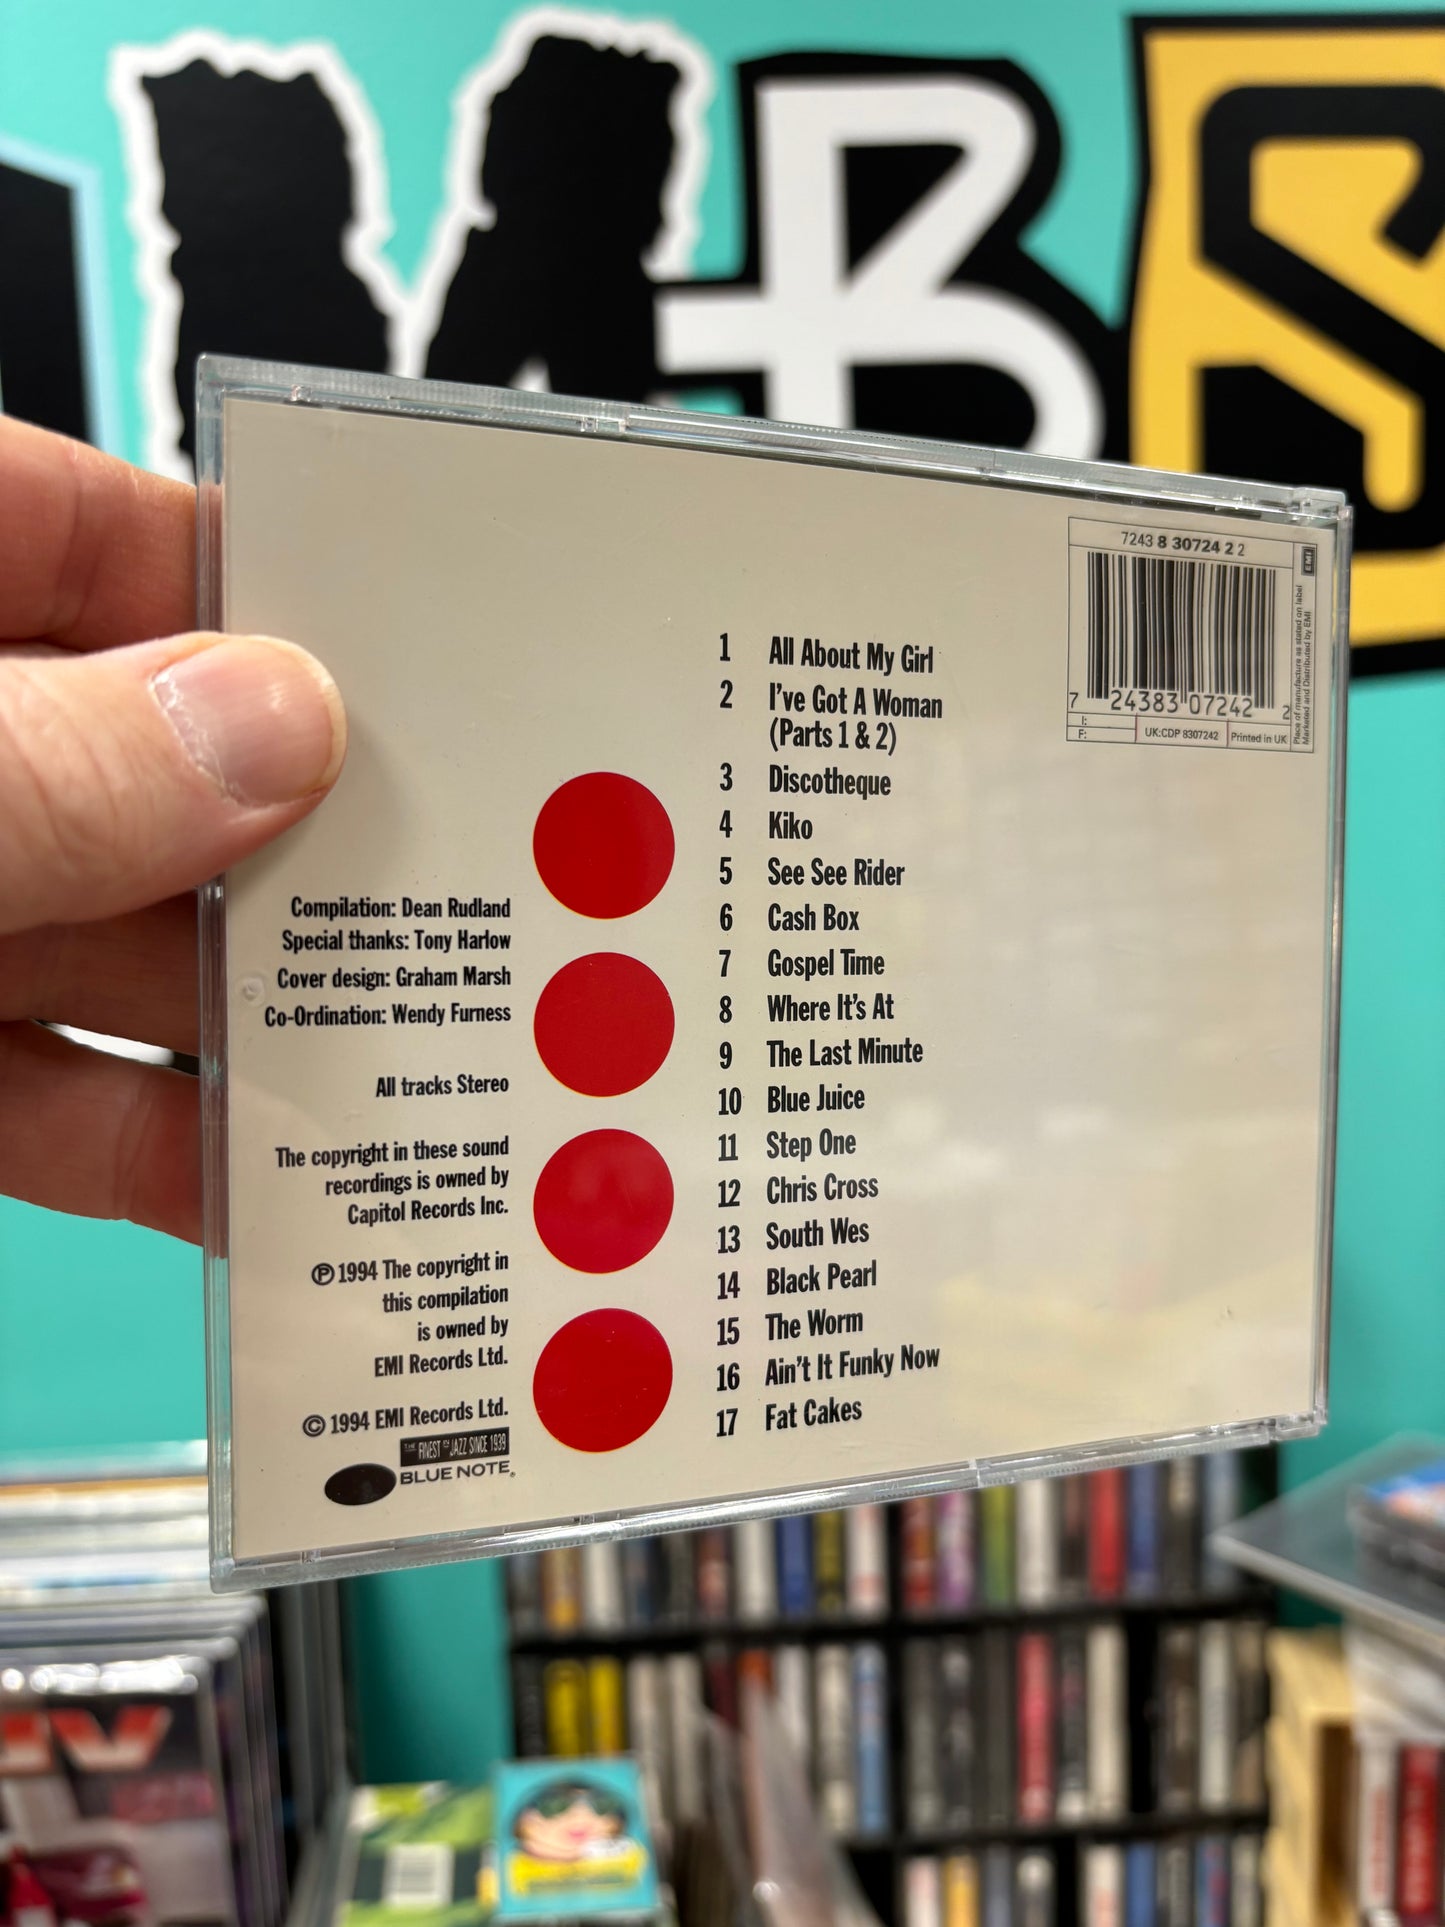 7243 8 30724 2 2
EMI
7 24383 07242 2
I:
F:
UK:CDP 8307242
Printed in UK
Place of manufacture as stated on label
Marketed and Distributed by EMI
1 All About My Girl
2 I've Got A Woman
(Parts 1 & 2)
3 Discotheque
4 Kiko
5 See See Rider
6 Cash Box
7 Gospel Time
8 Where It's At
9 The Last Minute
10 Blue Juice
11 Step One
12 Chris Cross
13 South Wes
14 Black Pearl
15 The Worm
16 Ain't It Funky Now
17 Fat Cakes
Compilation: Dean Rudland
Special thanks: Tony Harlow
Cover design: Graham Marsh
Co-Ordination: Wendy Furness
All tracks Stereo
The copyright in these sound
recordings is owned by
Capitol Records Inc.
℗ 1994 The copyright in
this compilation
is owned by
EMI Records Ltd.
© 1994 EMI Records Ltd.
THE FINEST IN JAZZ SINCE 1939
BLUE NOTE®